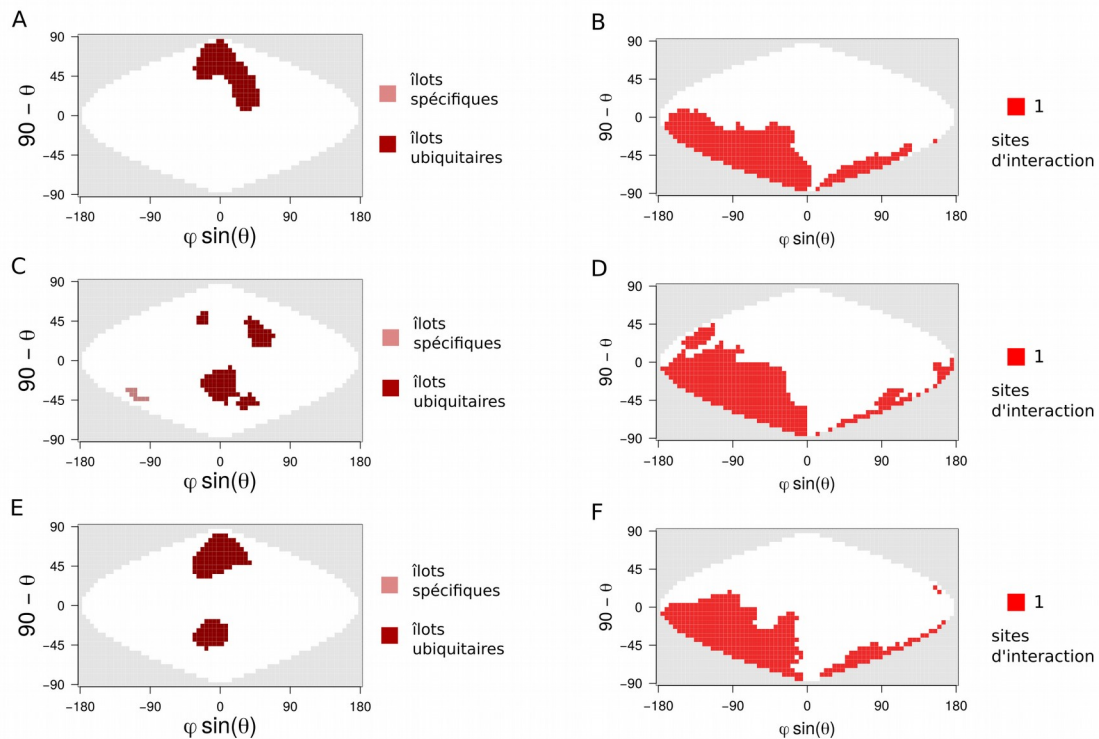 A
90
45
0
−45
−90
90 − θ
−180
−90
0
90
180
φ sin(θ)
îlots
spécifiques
îlots
ubiquitaires
B
90
45
0
−45
−90
90 − θ
−180
−90
0
90
180
φ sin(θ)
1
sites
d'interaction
C
90
45
0
−45
−90
90 − θ
−180
−90
0
90
180
φ sin(θ)
îlots
spécifiques
îlots
ubiquitaires
D
90
45
0
−45
−90
90 − θ
−180
−90
0
90
180
φ sin(θ)
1
sites
d'interaction
E
90
45
0
−45
−90
90 − θ
−180
−90
0
90
180
φ sin(θ)
îlots
spécifiques
îlots
ubiquitaires
F
90
45
0
−45
−90
90 − θ
−180
−90
0
90
180
φ sin(θ)
1
sites
d'interaction